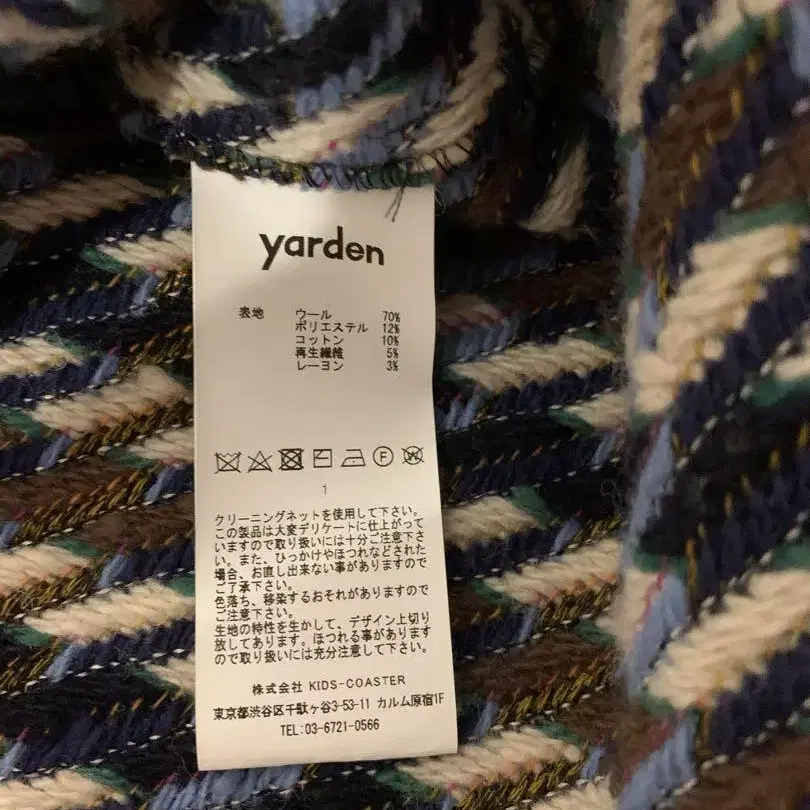 yarden
表地 ウール 70%
ポリエステル 12%
コットン 10%
再生繊維 5%
レーヨン 3%
F W
1
クリーニングネットを使用して下さい。
この製品は大変デリケートに仕上がって
いますので取り扱いには十分ご注意下さ
い。また、ひっかけやほつれなどされた
場合、お直し出来ない事がありますので
ご了承下さい。
色落ち、移染するおそれがありますので
ご注意下さい。
生地の特性を生かして、デザイン上切り
放してあります。ほつれる事があります
ので取り扱いには充分注意して下さい。
株式会社 KIDS-COASTER
東京都渋谷区千駄ヶ谷3-53-11 カルム原宿1F
TEL:03-6721-0566